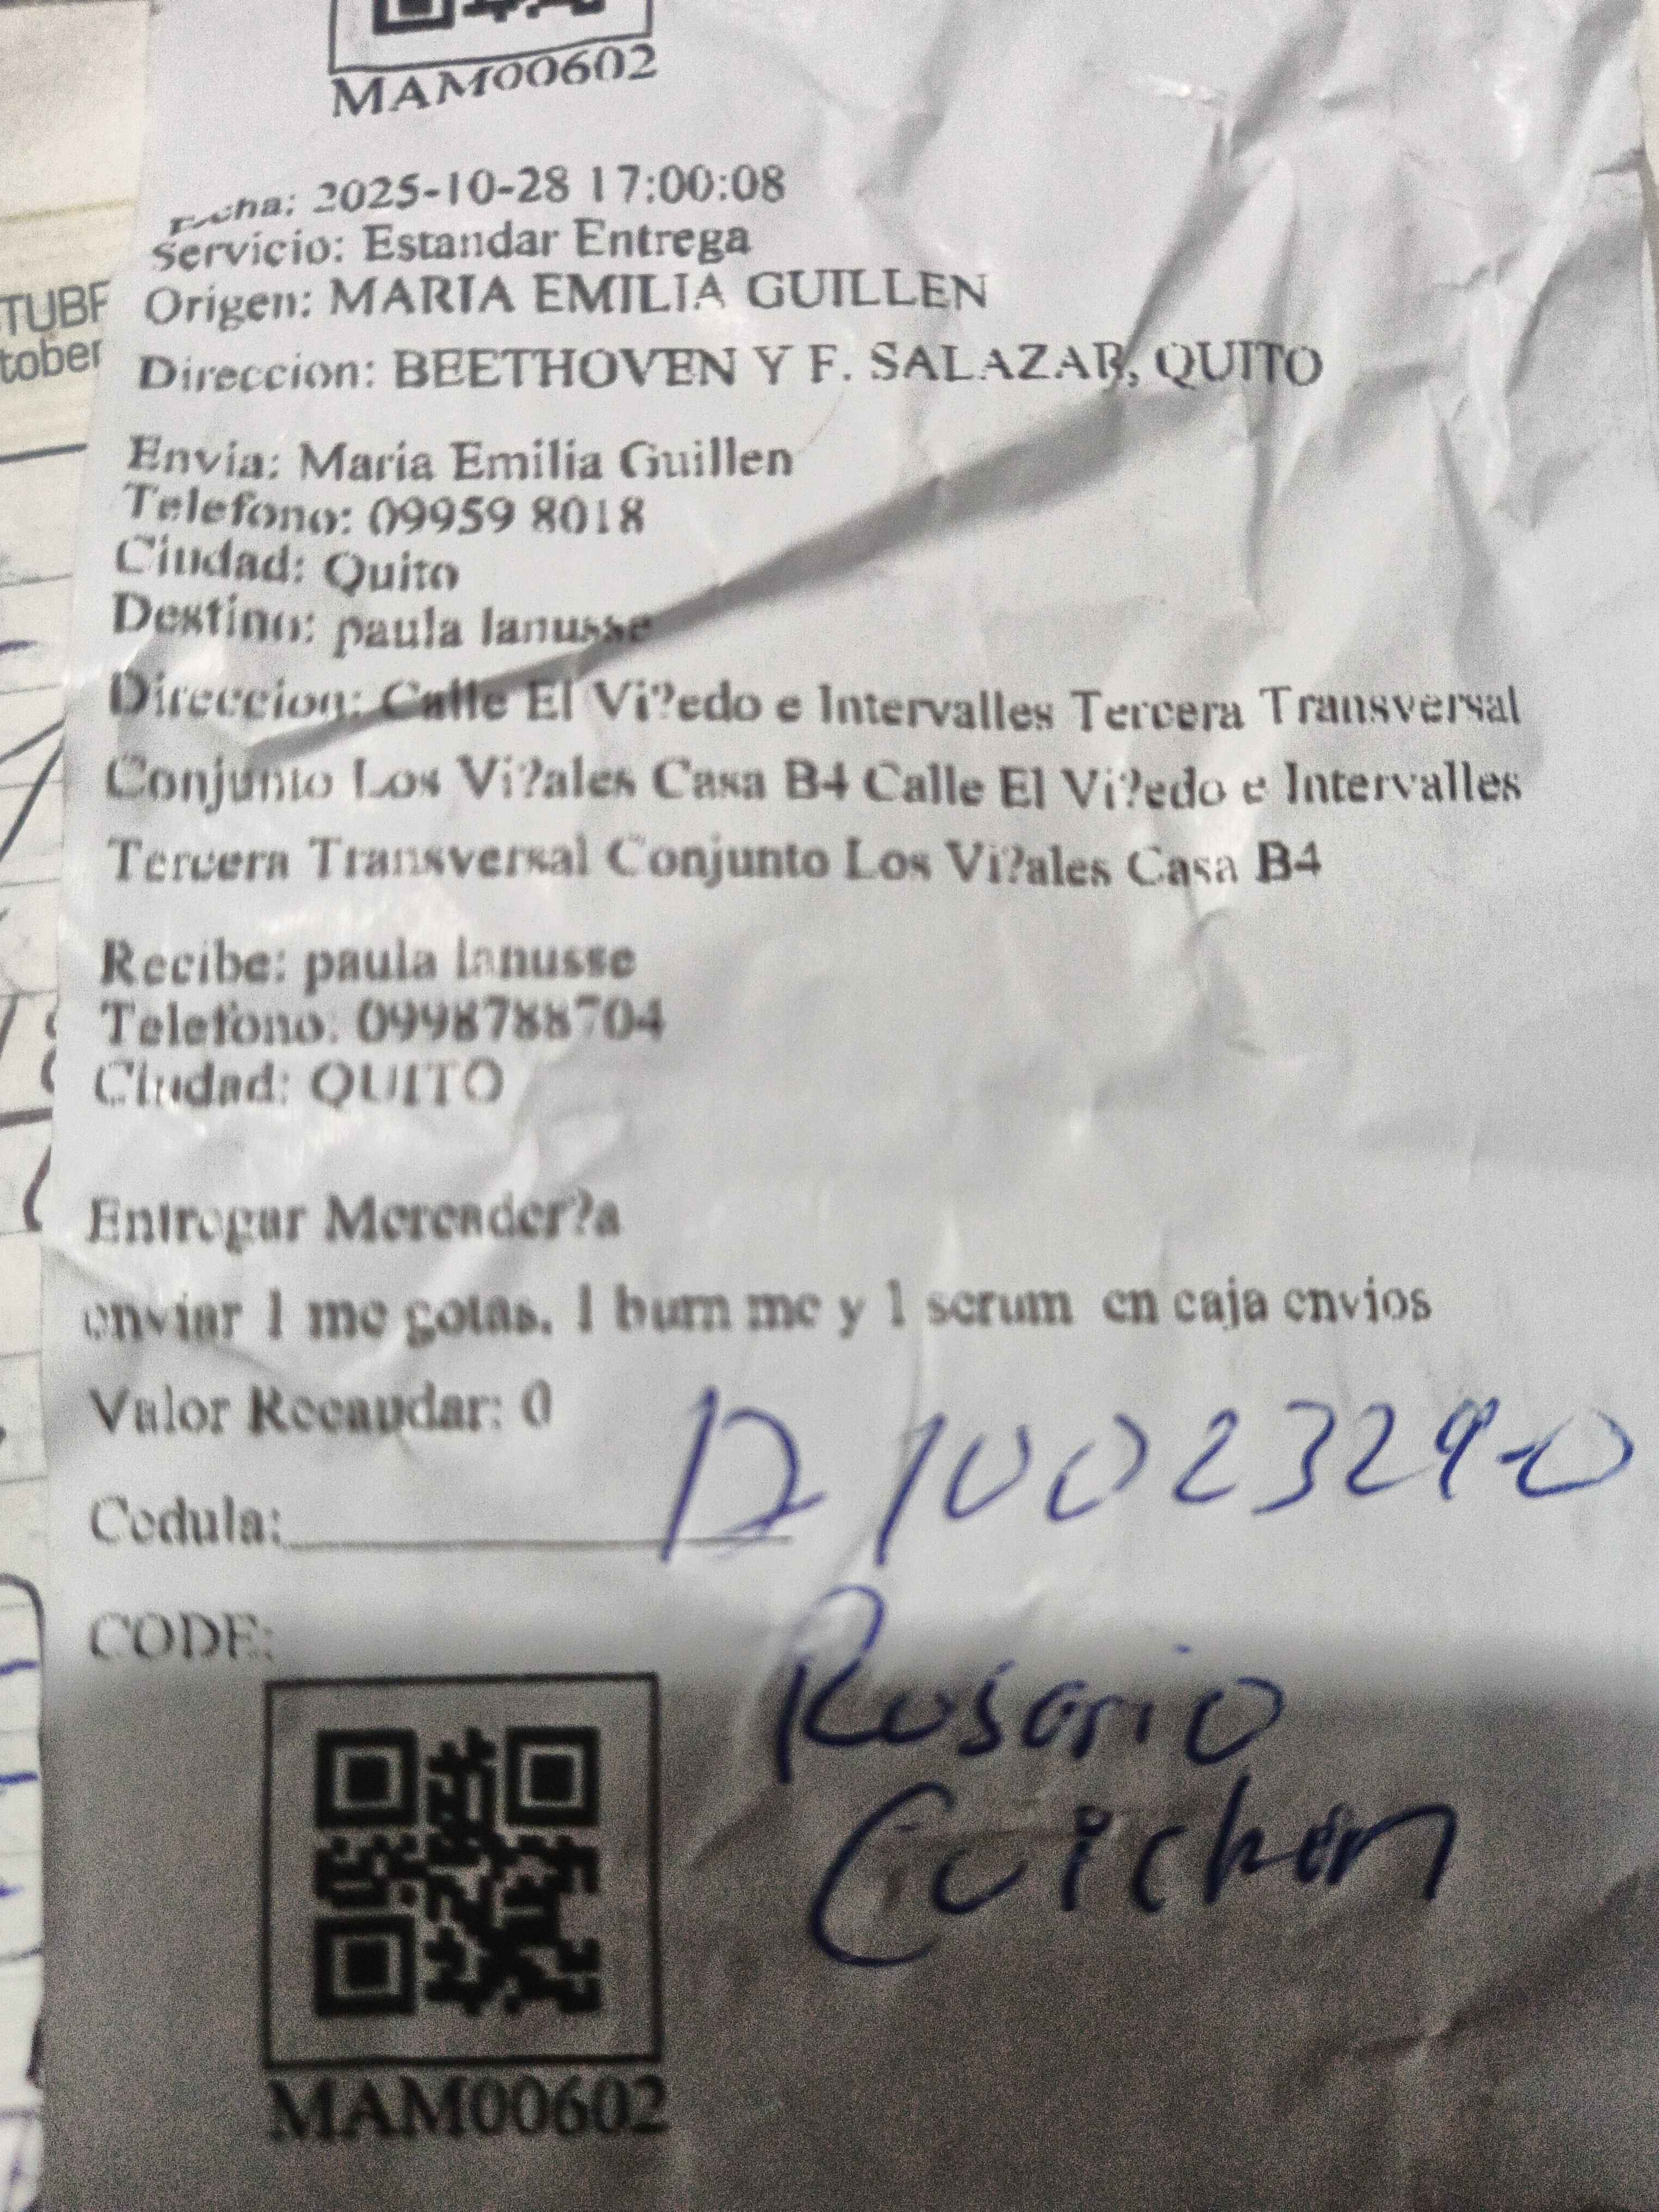 MAM00602
TUBR
tober
Fecha: 2025-10-28 17:00:08
Servicio: Estandar Entrega
Origen: MARIA EMILIA GUILLEN
Direccion: BEETHOVEN Y F. SALAZAR, QUITO
Envia: Maria Emilia Guillen
Telefono: 09959 8018
Ciudad: Quito
Destino: paula lanusse
Direccion: Calle El Vi?edo e Intervalles Tercera Transversal
Conjunto Los Vi?ales Casa B4 Calle El Vi?edo e Intervalles
Tercera Transversal Conjunto Los Vi?ales Casa B4
Recibe: paula lanusse
Telefono: 0998788704
Ciudad: QUITO
Entregar Mercader?a
enviar 1 mc gotas, 1 burn mc y 1 serum en caja envios
Valor Recaudar: 0
Cedula:
CODE:
Rosario
MAM00602